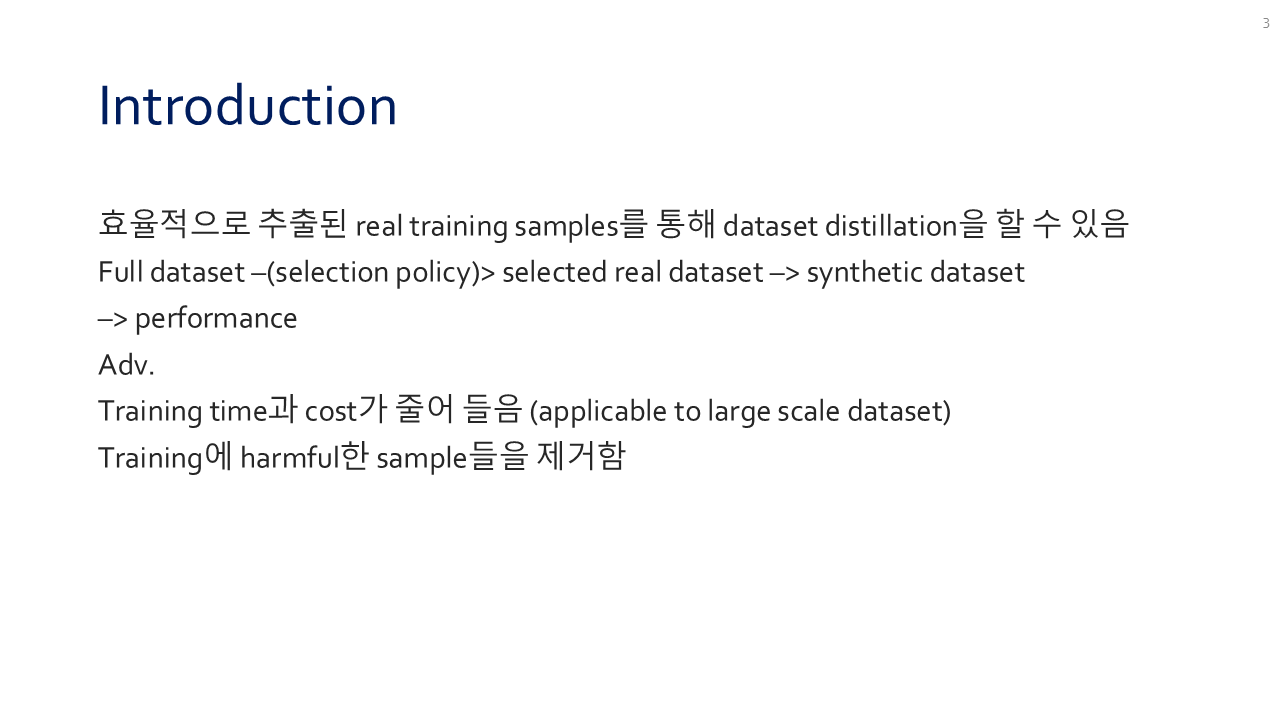 3
Introduction
효율적으로 추출된 real training samples를 통해 dataset distillation을 할 수 있음
Full dataset –(selection policy)> selected real dataset –> synthetic dataset
–> performance
Adv.
Training time과 cost가 줄어 들음 (applicable to large scale dataset)
Training에 harmful한 sample들을 제거함